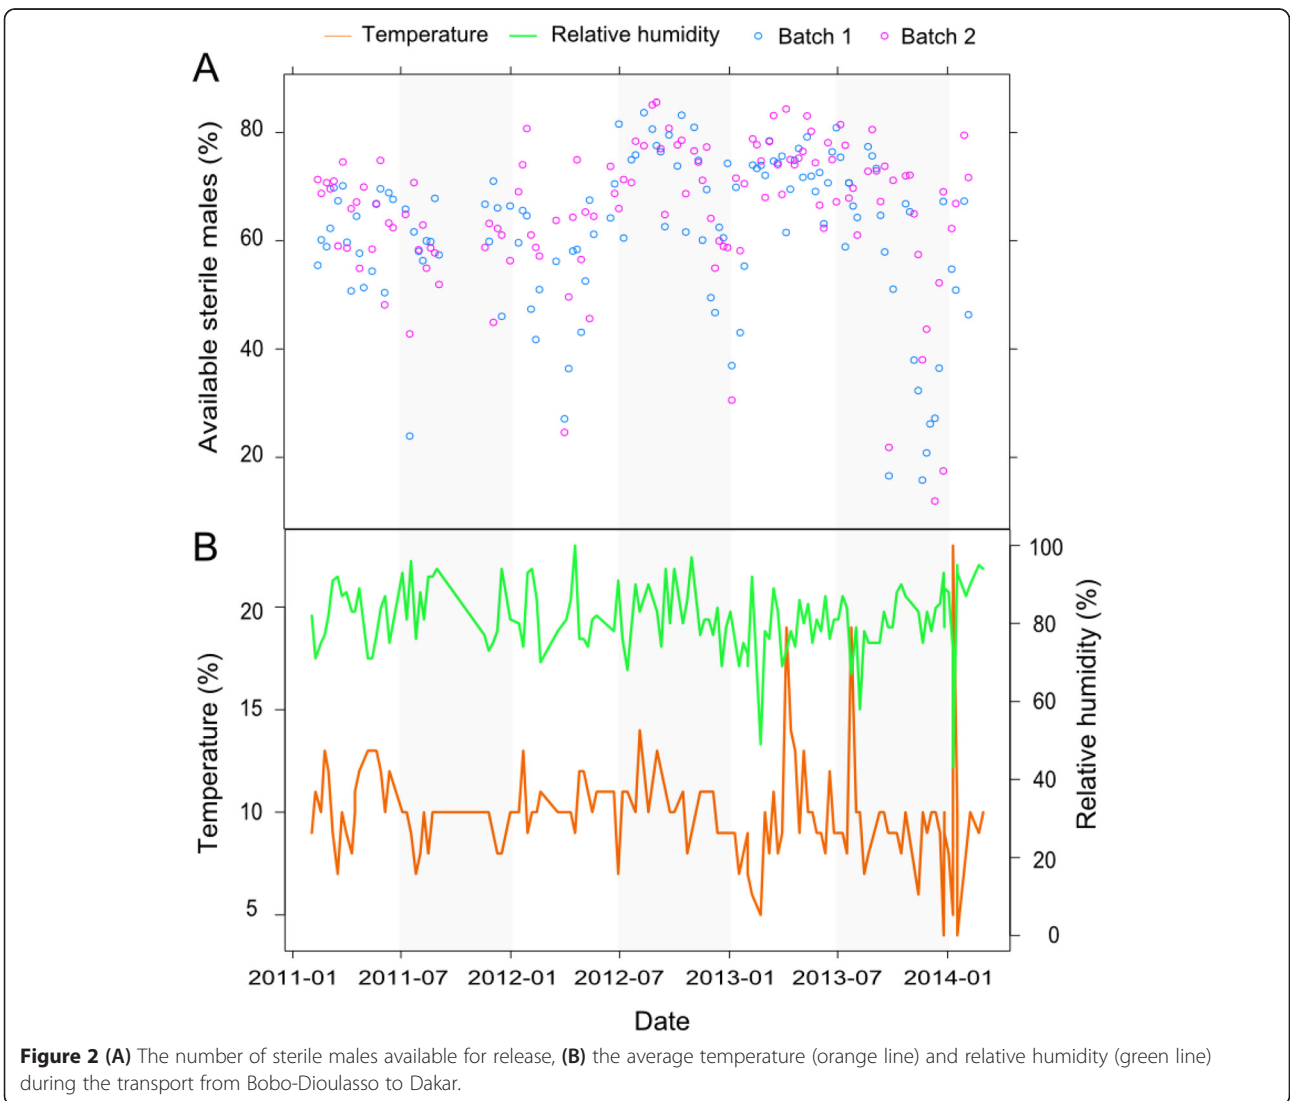 Temperature Relative humidity Batch 1 Batch 2
A
Available sterile males (%)
80
60
40
20
B
Temperature (%)
20
15
10
5
Relative humidity (%)
100
80
60
40
20
0
2011-01 2011-07 2012-01 2012-07 2013-01 2013-07 2014-01
Date
Figure 2 (A) The number of sterile males available for release, (B) the average temperature (orange line) and relative humidity (green line)
during the transport from Bobo-Dioulasso to Dakar.